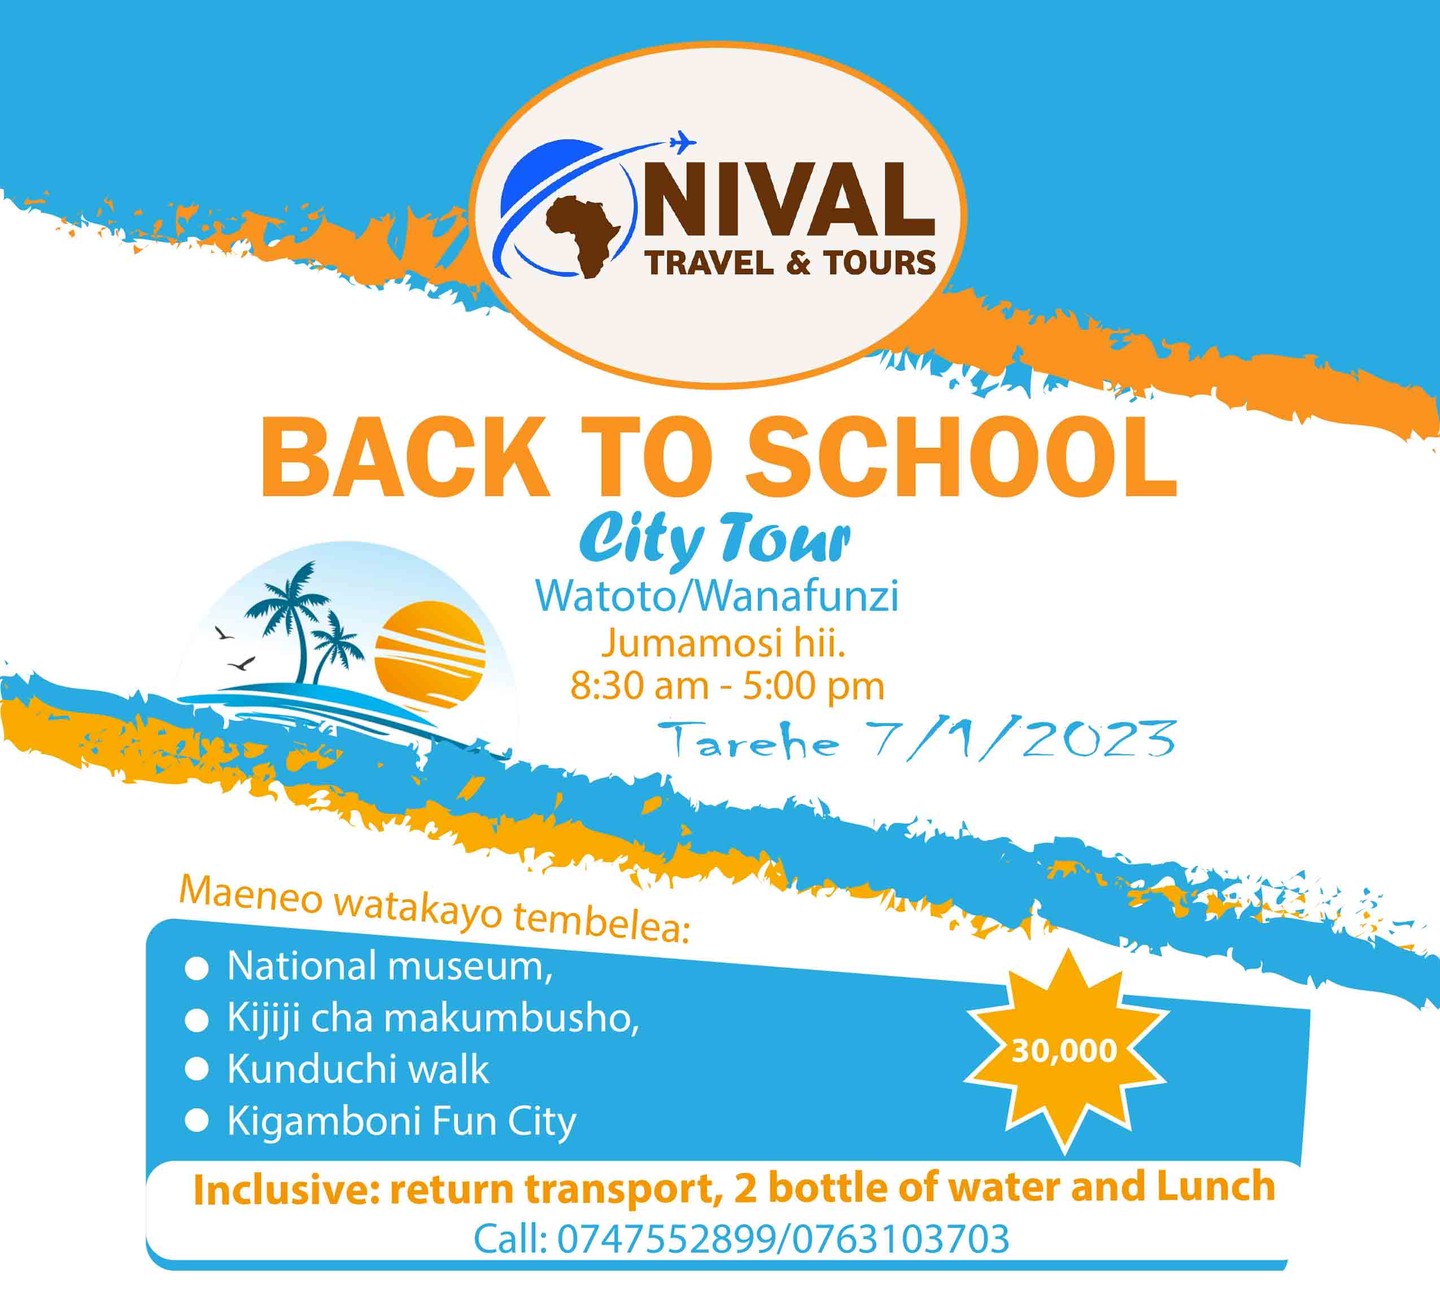 NIVAL
TRAVEL & TOURS
BACK TO SCHOOL
City Tour
Watoto/Wanafunzi
Jumamosi hii.
8:30 am - 5:00 pm
Tarehe 7/1/2023
Maeneo watakayo tembelea:
National museum,
Kijiji cha makumbusho,
Kunduchi walk
Kigamboni Fun City
30,000
Inclusive: return transport, 2 bottle of water and Lunch
Call: 0747552899/0763103703